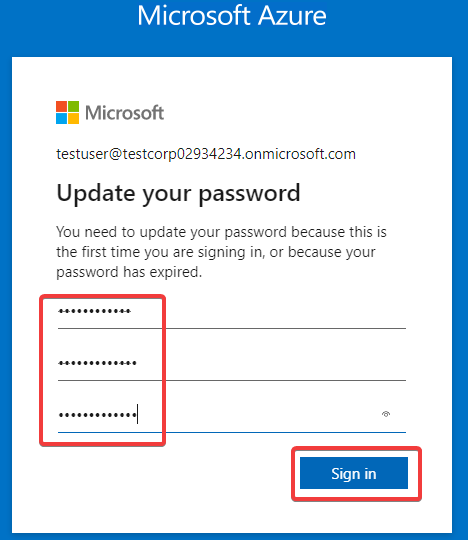 Microsoft Azure
Microsoft
testuser@testcorp02934234.onmicrosoft.com
Update your password
You need to update your password because this is
the first time you are signing in, or because your
password has expired.
••••••••••••
•••••••••••••
•••••••••••••
Sign in